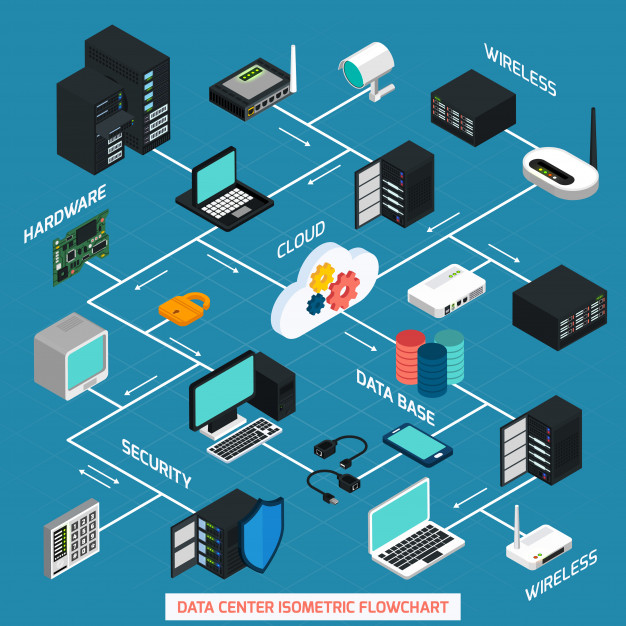 WIRELESS
HARDWARE
CLOUD
DATA BASE
SECURITY
WIRELESS
DATA CENTER ISOMETRIC FLOWCHART